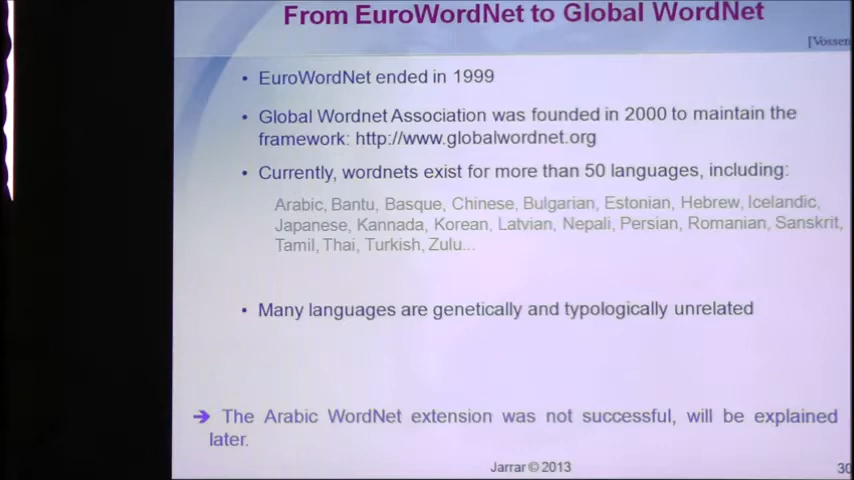 From EuroWordNet to Global WordNet
[Vossen
• EuroWordNet ended in 1999
• Global Wordnet Association was founded in 2000 to maintain the
framework: http://www.globalwordnet.org
• Currently, wordnets exist for more than 50 languages, including:
Arabic, Bantu, Basque, Chinese, Bulgarian, Estonian, Hebrew, Icelandic,
Japanese, Kannada, Korean, Latvian, Nepali, Persian, Romanian, Sanskrit,
Tamil, Thai, Turkish, Zulu...
• Many languages are genetically and typologically unrelated
➔ The Arabic WordNet extension was not successful, will be explained
later.
Jarrar © 2013
30